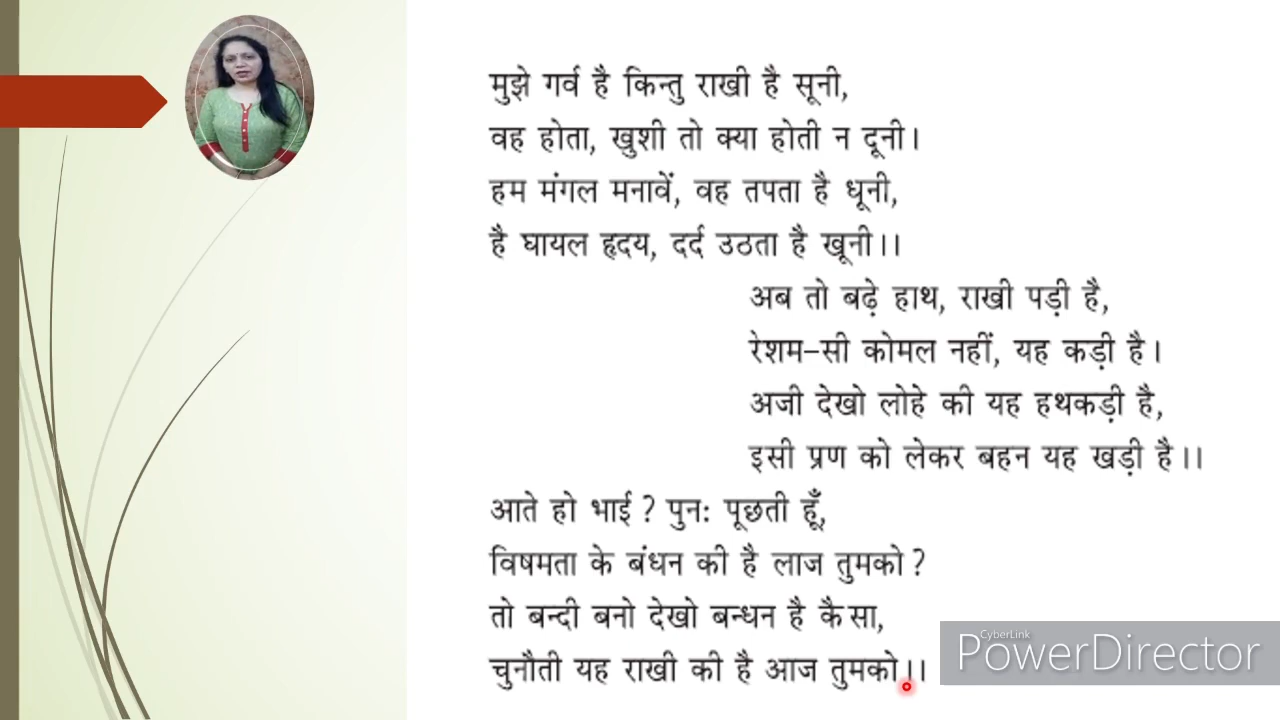 मुझे गर्व है किन्तु राखी है सूनी,
वह होता, खुशी तो क्या होती न दूनी।
हम मंगल मनावें, वह तपता है धूनी,
है घायल हृदय, दर्द उठता है खूनी।।
अब तो बढ़े हाथ, राखी पड़ी है,
रेशम-सी कोमल नहीं, यह कड़ी है।
अजी देखो लोहे की यह हथकड़ी है,
इसी प्रण को लेकर बहन यह खड़ी है।।
आते हो भाई? पुनः पूछती हूँ,
विषमता के बंधन की है लाज तुमको?
तो बन्दी बनो देखो बन्धन है कैसा,
चुनौती यह राखी की है आज तुमको।।
CyberLink
PowerDirector